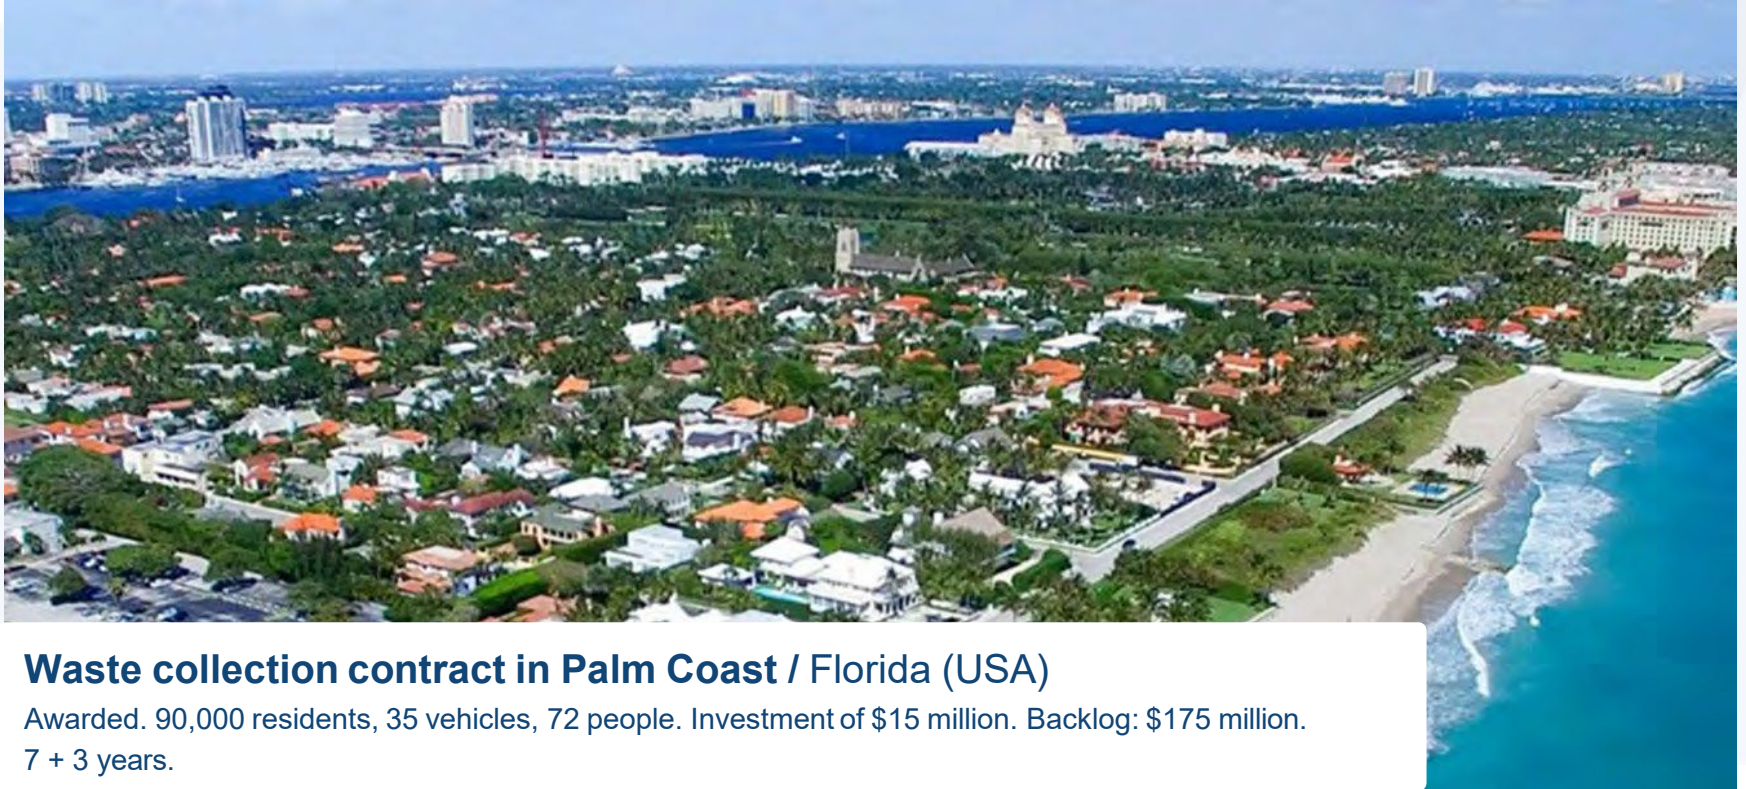 Waste collection contract in Palm Coast / Florida (USA)
Awarded. 90,000 residents, 35 vehicles, 72 people. Investment of $15 million. Backlog: $175 million.
7 + 3 years.